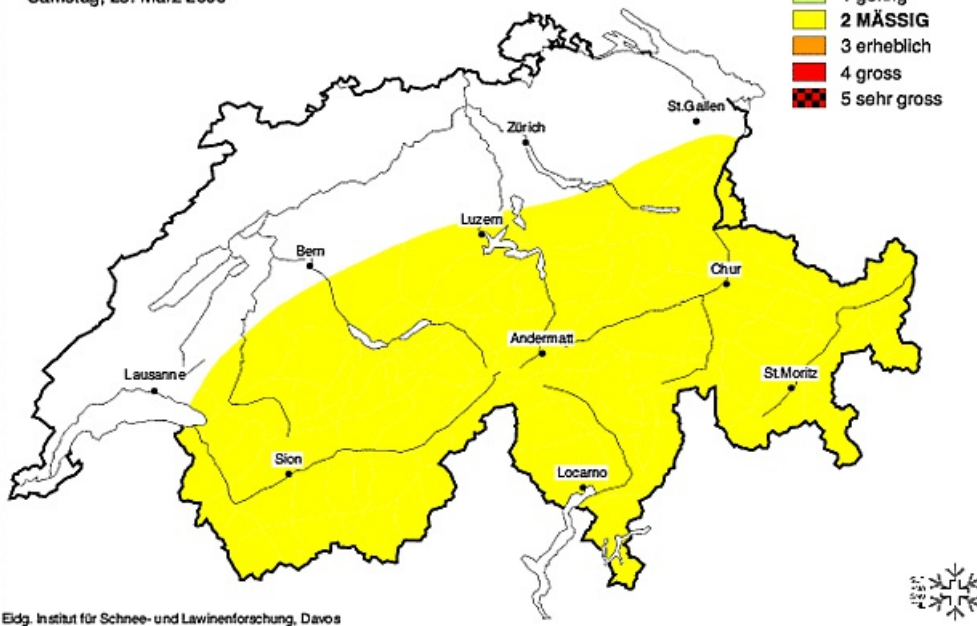 2 MÄSSIG
3 erheblich
4 gross
5 sehr gross
St.Gallen
Zürich
Luzern
Bern
Chur
Andermatt
Lausanne
St.Moritz
Sion
Locarno
Eidg. Institut für Schnee- und Lawinenforschung, Davos